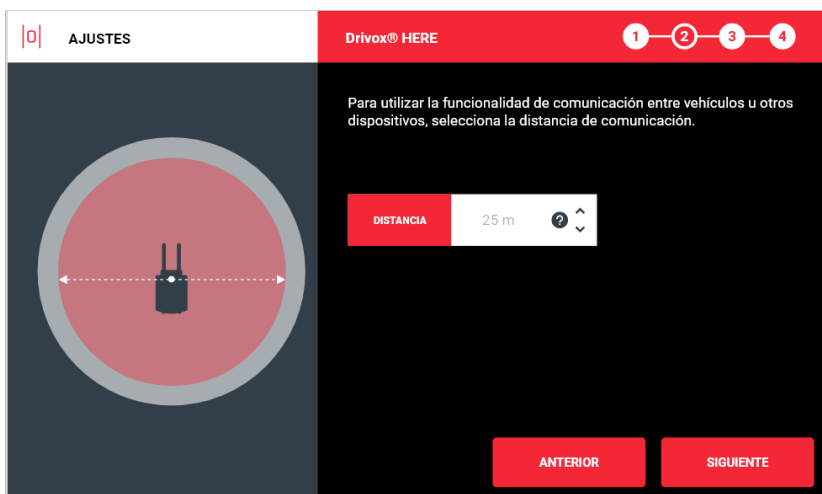 |0| AJUSTES
Drivox® HERE
1 2 3 4
Para utilizar la funcionalidad de comunicación entre vehículos u otros
dispositivos, selecciona la distancia de comunicación.
DISTANCIA 25 m ?
ANTERIOR SIGUIENTE